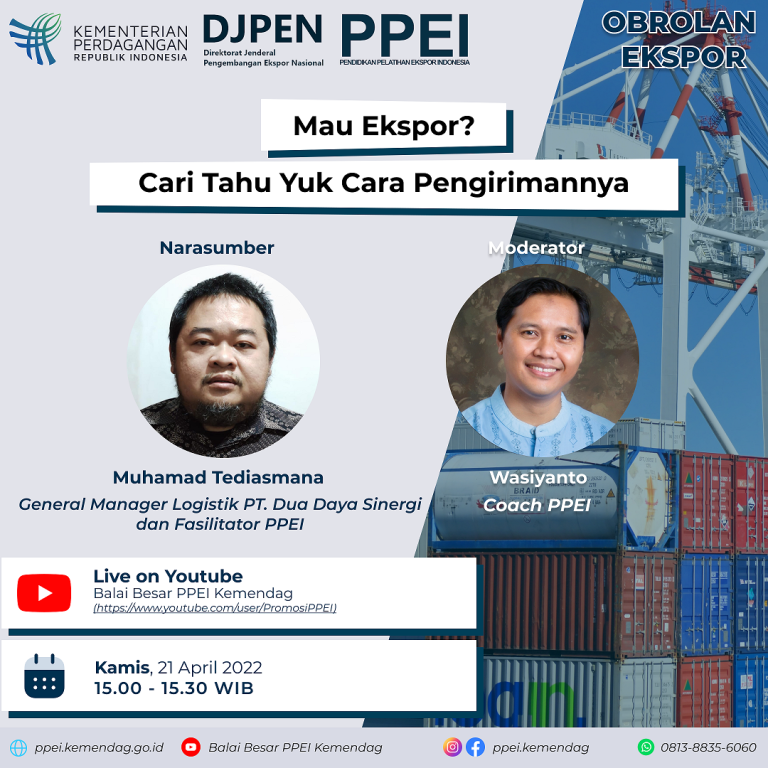 KEMENTERIAN
PERDAGANGAN
REPUBLIK INDONESIA
DJPEN
Direktorat Jenderal
Pengembangan Ekspor Nasional
PPEI
PENDIDIKAN PELATIHAN EKSPOR INDONESIA
OBROLAN
EKSPOR
Mau Ekspor?
Cari Tahu Yuk Cara Pengirimannya
Narasumber
Moderator
Muhamad Tediasmana
General Manager Logistik PT. Dua Daya Sinergi
dan Fasilitator PPEI
Wasiyanto
Coach PPEI
Live on Youtube
Balai Besar PPEI Kemendag
(https://www.youtube.com/user/PromosiPPEI)
Kamis, 21 April 2022
15.00 - 15.30 WIB
ppei.kemendag.go.id
Balai Besar PPEI Kemendag
ppei.kemendag
0813-8835-6060